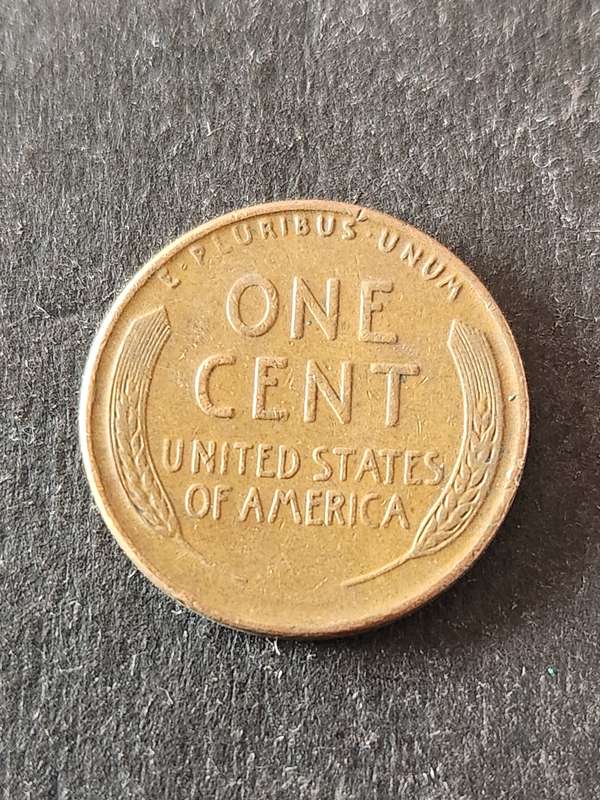 E·PLURIBUS·UNUM
ONE
CENT
UNITED STATES
OF AMERICA